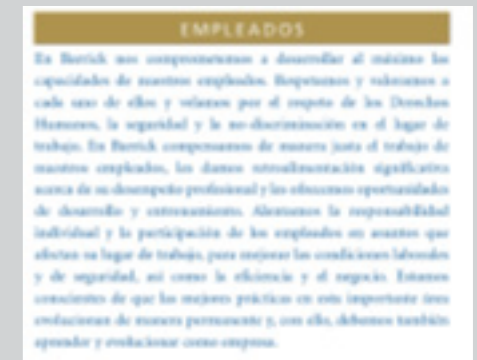 EMPLEADOS
En Barrick nos comprometemos a desarrollar al máximo las
capacidades de nuestros empleados. Respetamos y valoramos a
cada uno de ellos y velamos por el respeto de los Derechos
Humanos, la seguridad y la no-discriminación en el lugar de
trabajo. En Barrick compensamos de manera justa el trabajo de
nuestros empleados, les damos retroalimentación significativa
acerca de su desempeño profesional y les ofrecemos oportunidades
de desarrollo y entrenamiento. Alentamos la responsabilidad
individual y la participación de los empleados en asuntos que
afectan su lugar de trabajo, para mejorar las condiciones laborales
y de seguridad, así como la eficiencia y el negocio. Estamos
conscientes de que las mejores prácticas en esta importante área
evolucionan de manera permanente y, con ello, debemos también
aprender y evolucionar como empresa.